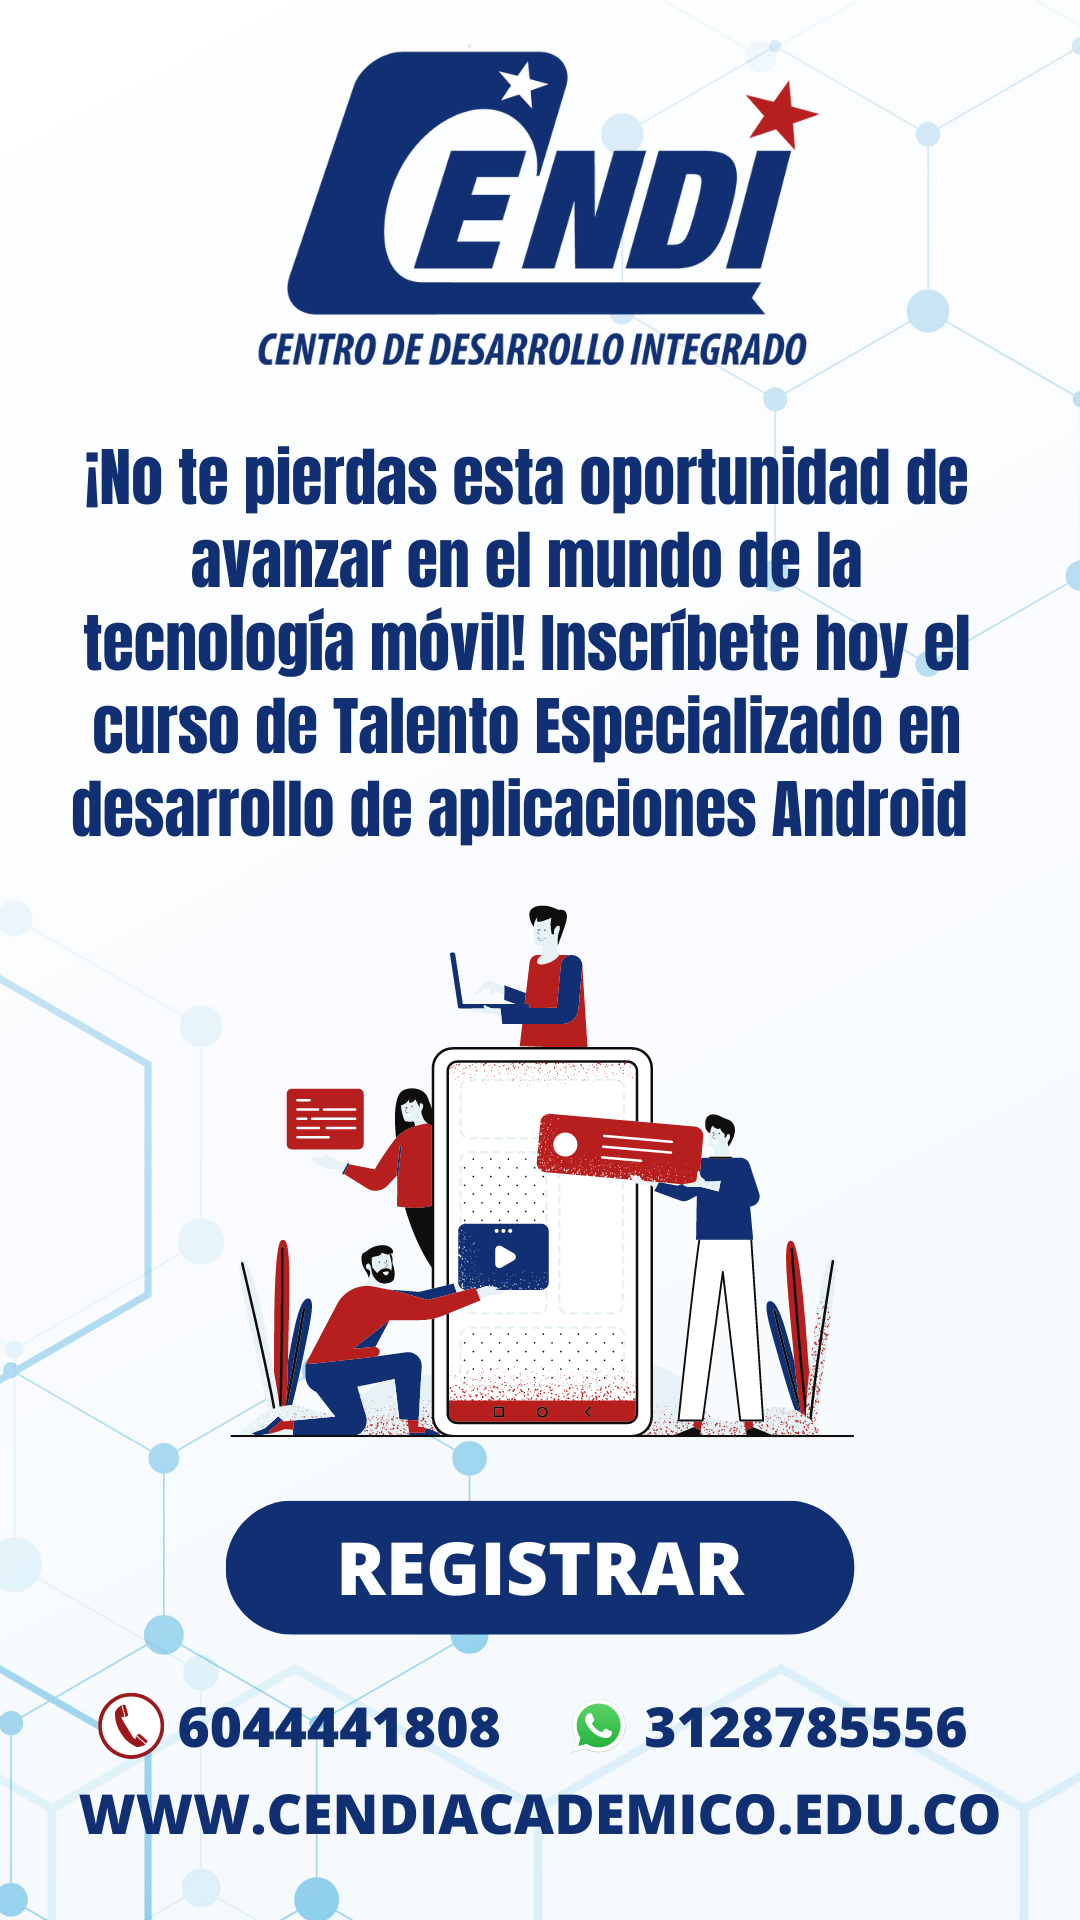 CENDI
CENTRO DE DESARROLLO INTEGRADO
¡No te pierdas esta oportunidad de
avanzar en el mundo de la
tecnología móvil! Inscríbete hoy el
curso de Talento Especializado en
desarrollo de aplicaciones Android
REGISTRAR
6044441808 3128785556
WWW.CENDIACADEMICO.EDU.CO